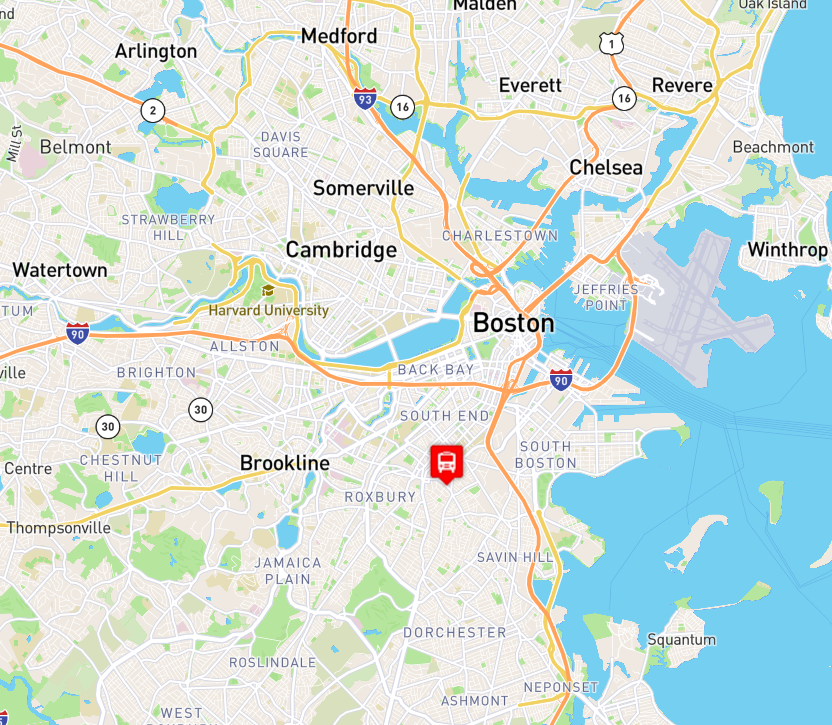 Malden
Oak Island
Arlington
Medford
1
Everett
Revere
93
16
16
2
Mill St
Belmont
DAVIS
SQUARE
Beachmont
Chelsea
Somerville
STRAWBERRY
HILL
CHARLESTOWN
Cambridge
Winthrop
Watertown
JEFFRIES
POINT
Harvard University
Boston
90
ALLSTON
BRIGHTON
BACK BAY
90
30
30
SOUTH END
SOUTH
BOSTON
CHESTNUT
HILL
Centre
Brookline
ROXBURY
Thompsonville
SAVIN HILL
JAMAICA
PLAIN
DORCHESTER
Squantum
ROSLINDALE
NEPONSET
ASHMONT
WEST